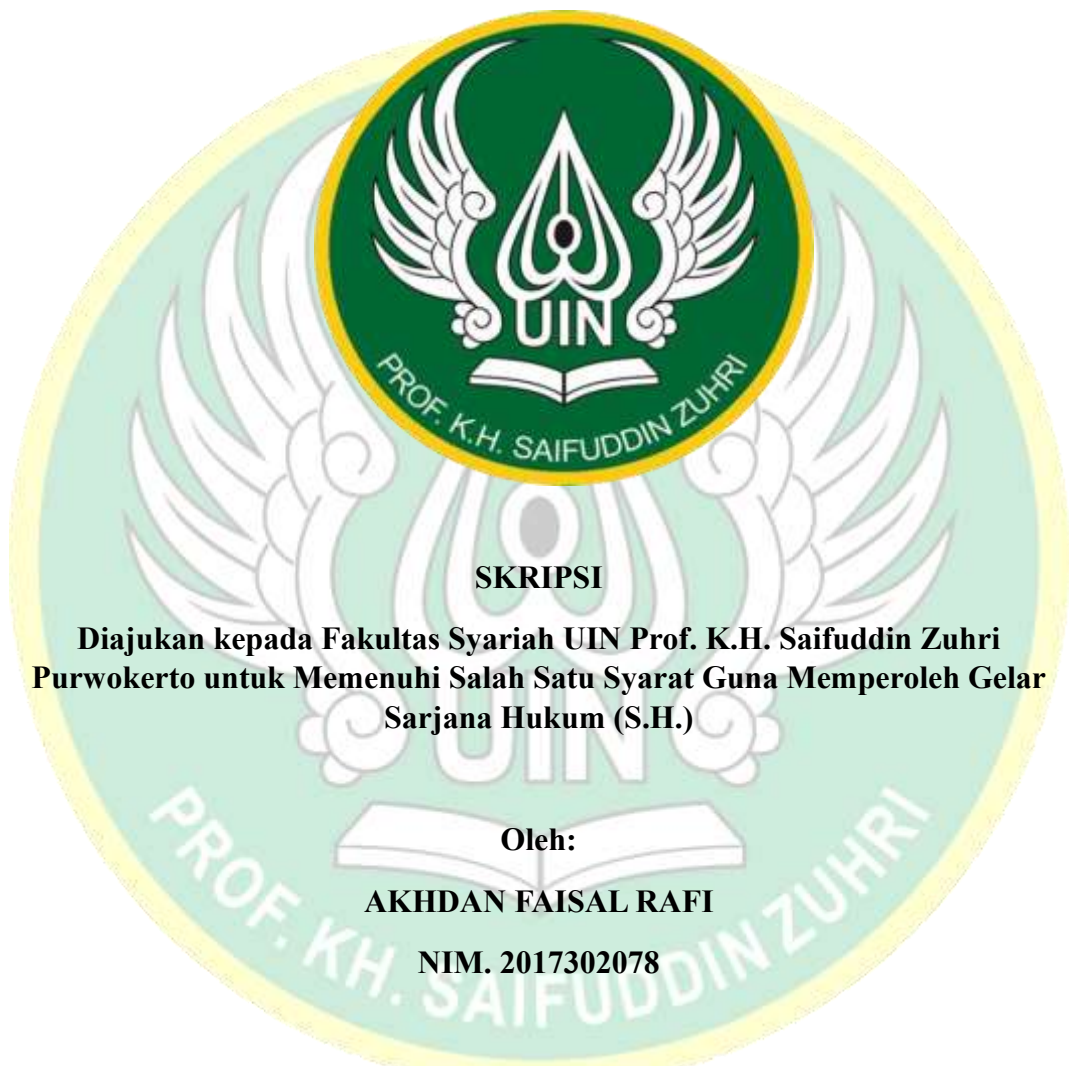 UIN
PROF. K.H. SAIFUDDIN ZUHRI
SKRIPSI
Diajukan kepada Fakultas Syariah UIN Prof. K.H. Saifuddin Zuhri
Purwokerto untuk Memenuhi Salah Satu Syarat Guna Memperoleh Gelar
Sarjana Hukum (S.H.)
UIN
Oleh:
AKHDAN FAISAL RAFI
NIM. 2017302078
PROF. KH. SAIFUDDIN ZUHRI